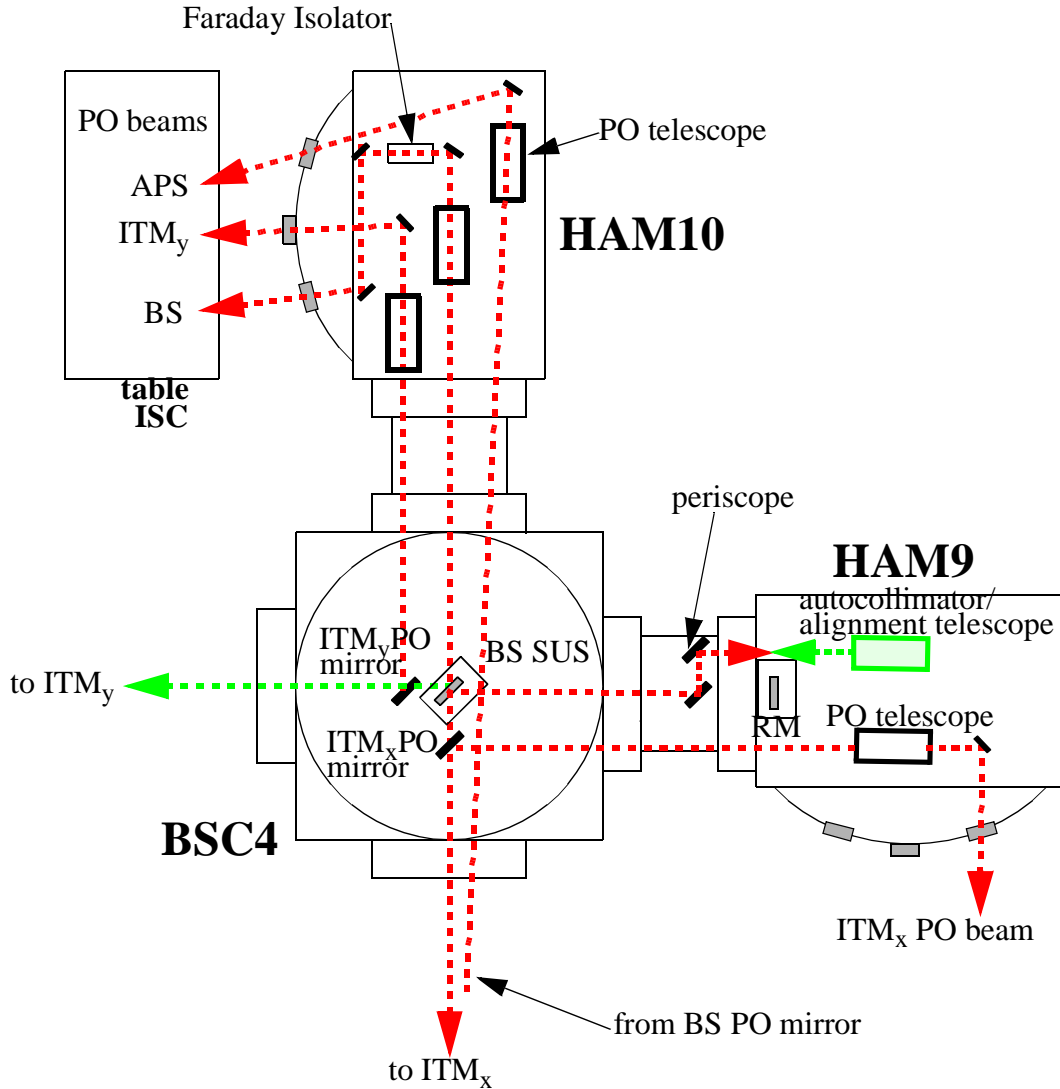 Faraday Isolator
PO beams
PO telescope
APS
ITMy
HAM10
BS
table
ISC
periscope
HAM9
autocollimator/
alignment telescope
ITMyPO
mirror
BS SUS
to ITMy
ITMxPO
mirror
RM
PO telescope
BSC4
ITMx PO beam
from BS PO mirror
to ITMx